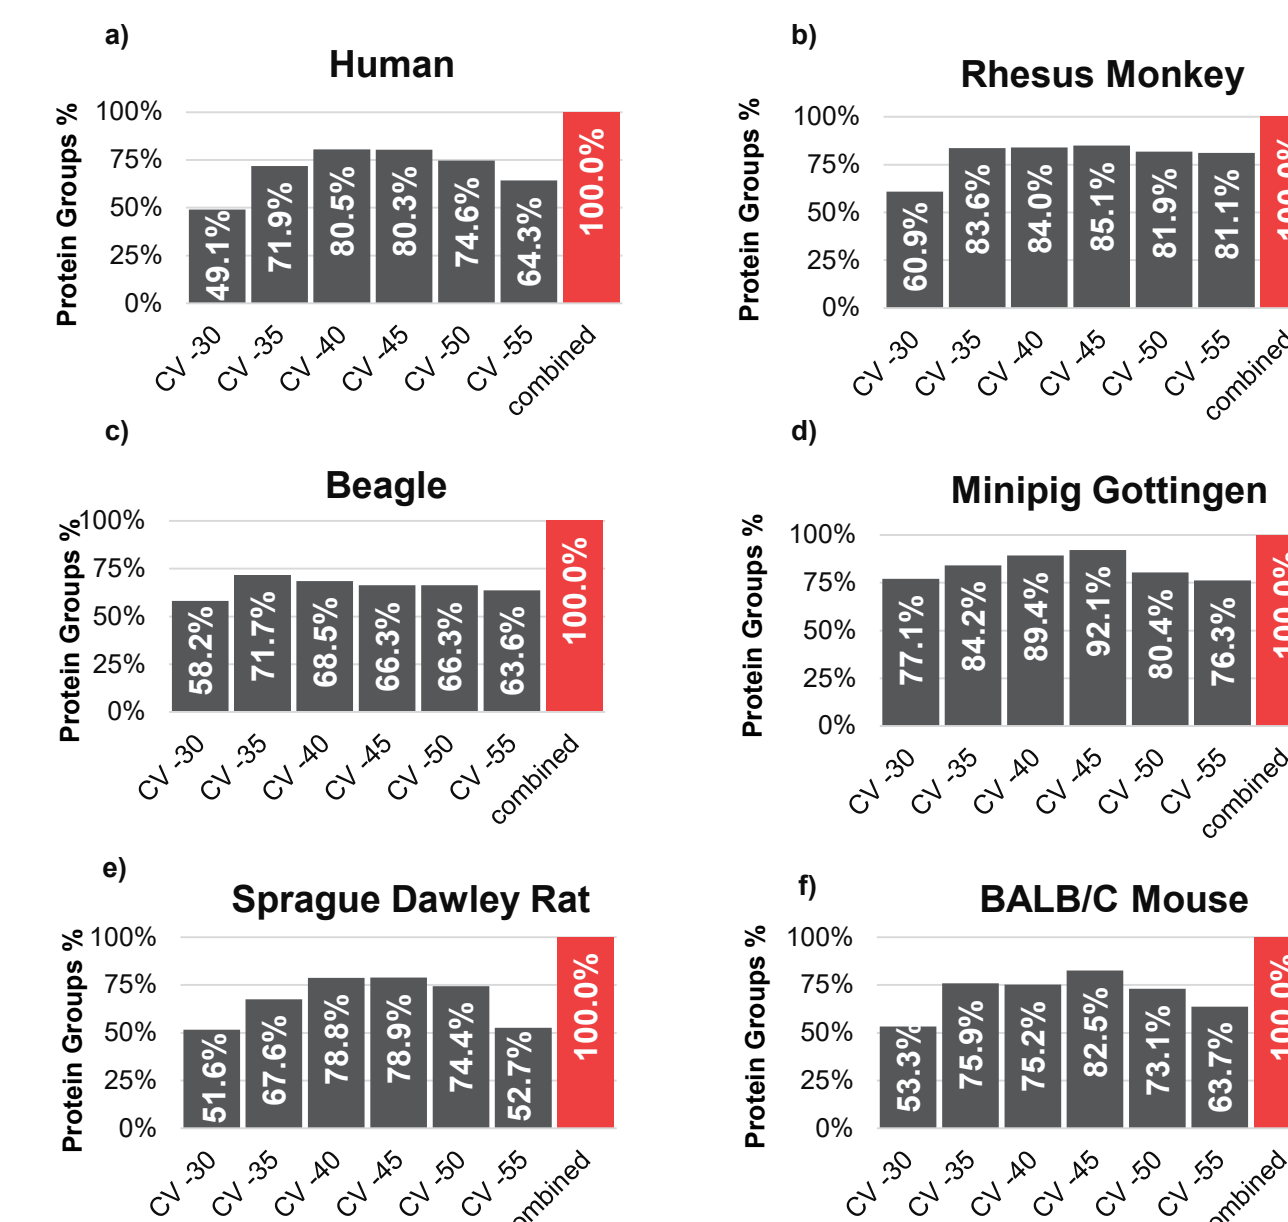 a)
Human
Protein Groups %
100%
75%
50%
25%
0%
49.1%
71.9%
80.5%
80.3%
74.6%
64.3%
100.0%
CV -30
CV -35
CV -40
CV -45
CV -50
CV -55
combined
b)
Rhesus Monkey
Protein Groups %
100%
75%
50%
25%
0%
60.9%
83.6%
84.0%
85.1%
81.9%
81.1%
100.0%
CV -30
CV -35
CV -40
CV -45
CV -50
CV -55
combined
c)
Beagle
Protein Groups %
100%
75%
50%
25%
0%
58.2%
71.7%
68.5%
66.3%
66.3%
63.6%
100.0%
CV -30
CV -35
CV -40
CV -45
CV -50
CV -55
combined
d)
Minipig Gottingen
Protein Groups %
100%
75%
50%
25%
0%
77.1%
84.2%
89.4%
92.1%
80.4%
76.3%
100.0%
CV -30
CV -35
CV -40
CV -45
CV -50
CV -55
combined
e)
Sprague Dawley Rat
Protein Groups %
100%
75%
50%
25%
0%
51.6%
67.6%
78.8%
78.9%
74.4%
52.7%
100.0%
CV -30
CV -35
CV -40
CV -45
CV -50
CV -55
combined
f)
BALB/C Mouse
Protein Groups %
100%
75%
50%
25%
0%
53.3%
75.9%
75.2%
82.5%
73.1%
63.7%
100.0%
CV -30
CV -35
CV -40
CV -45
CV -50
CV -55
combined